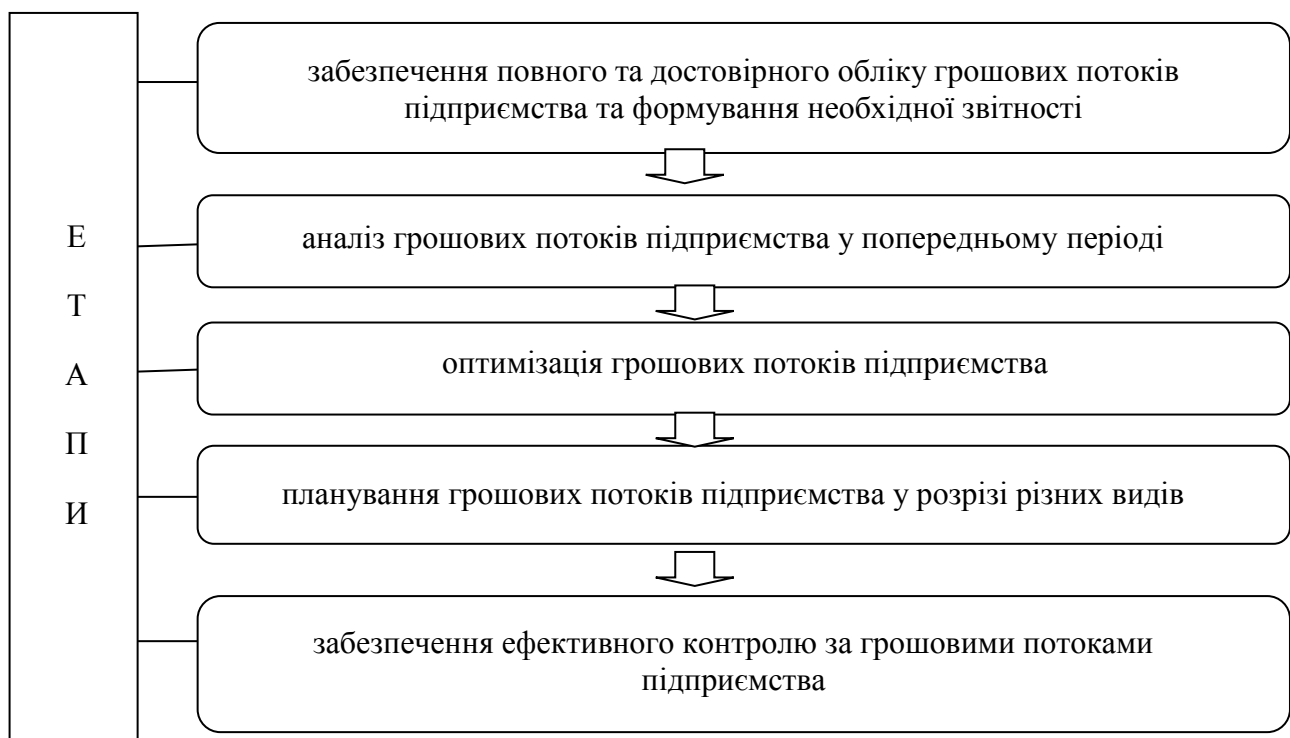 Е
Т
А
П
И
забезпечення повного та достовірного обліку грошових потоків
підприємства та формування необхідної звітності
аналіз грошових потоків підприємства у попередньому періоді
оптимізація грошових потоків підприємства
планування грошових потоків підприємства у розрізі різних видів
забезпечення ефективного контролю за грошовими потоками
підприємства